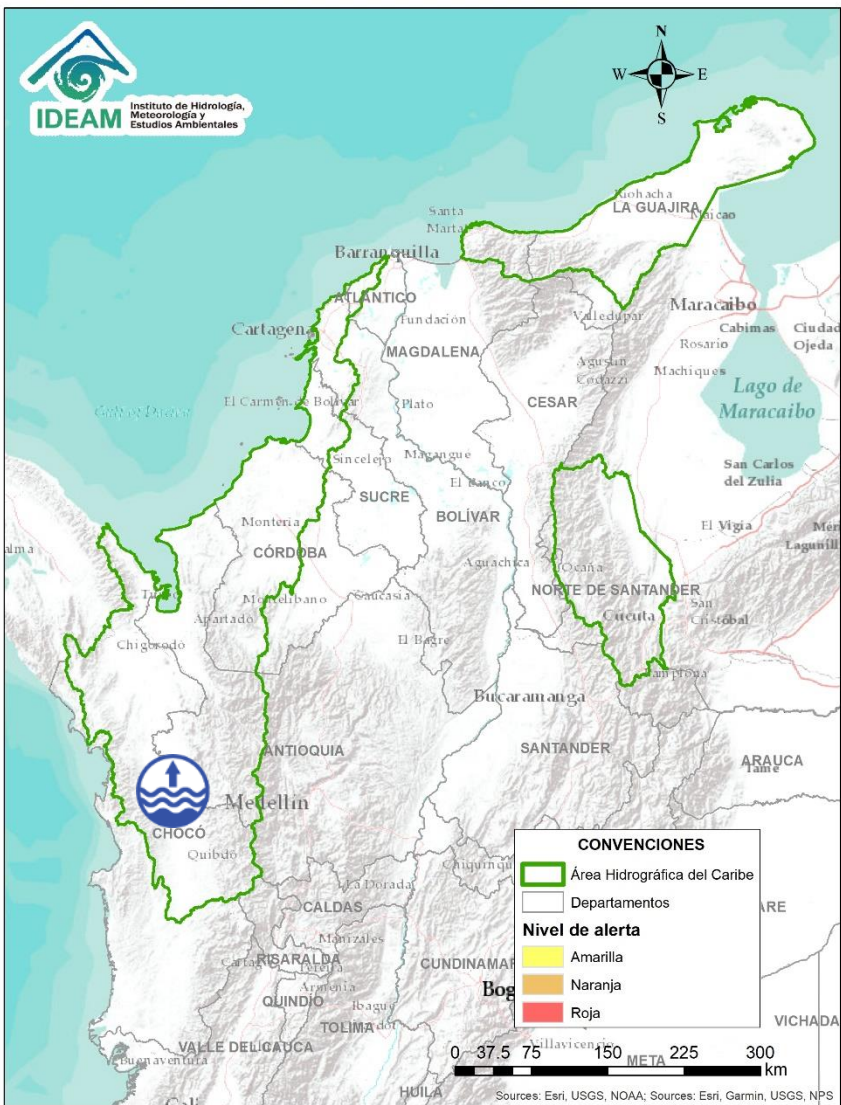 IDEAM
Instituto de Hidrología,
Meteorología y
Estudios Ambientales
N
W
E
S
Riohacha
LA GUAJIRA
Maicao
Santa
Marta
Barranquilla
ATLÁNTICO
Maracaibo
Cabimas
Ciudad
Ojeda
Cartagena
Fundación
Valledupar
Rosario
MAGDALENA
Machiques
Agustín
Codazzi
Lago de
Maracaibo
El Carmen de Bolívar
Plato
CESAR
Sincelejo
Magangué
San Carlos
del Zulia
SUCRE
El Banco
BOLÍVAR
Montería
El Vigía
CÓRDOBA
Aguachica
Ocaña
Montelíbano
Caucasia
NORTE DE SANTANDER
Apartadó
Cúcuta
San
Cristóbal
Chigorodó
El Bagre
Pamplona
Bucaramanga
ANTIOQUIA
SANTANDER
ARAUCA
Tame
Medellín
CHOCÓ
Quibdó
La Dorada
CALDAS
Manizales
RISARALDA
Pereira
Armenia
QUINDÍO
Ibagué
TOLIMA
VALLE DEL CAUCA
Buenaventura
HUILA
Villavicencio
META
VICHADA
CONVENCIONES
Área Hidrográfica del Caribe
Departamentos
Nivel de alerta
Amarilla
Naranja
Roja
0 37.5 75 150 225 300
km
Sources: Esri, USGS, NOAA; Sources: Esri, Garmin, USGS, NPS